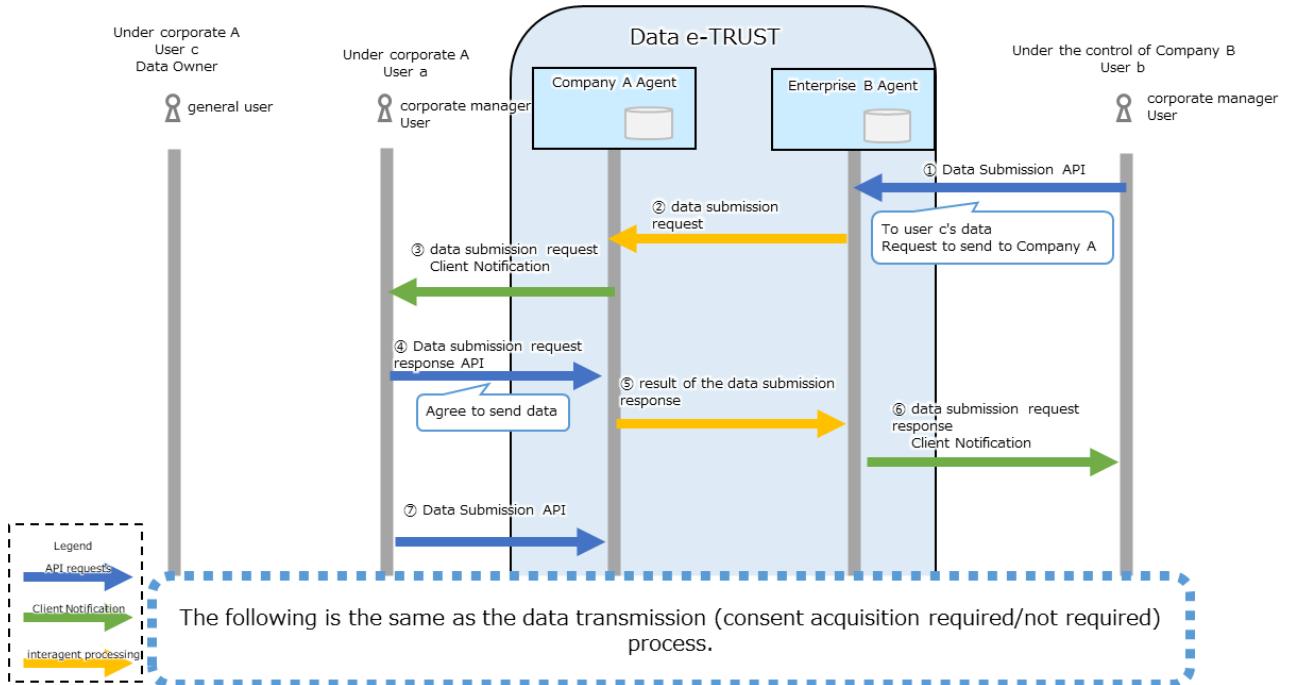 Data e-TRUST
Under corporate A
User c
Data Owner
general user
Under corporate A
User a
corporate manager
User
Company A Agent
Enterprise B Agent
Under the control of Company B
User b
corporate manager
User
① Data Submission API
To user c's data
Request to send to Company A
② data submission
request
③ data submission request
Client Notification
④ Data submission request
response API
Agree to send data
⑤ result of the data submission
response
⑥ data submission request
response
Client Notification
⑦ Data Submission API
Legend
API requests
Client Notification
interagent processing
The following is the same as the data transmission (consent acquisition required/not required)
process.